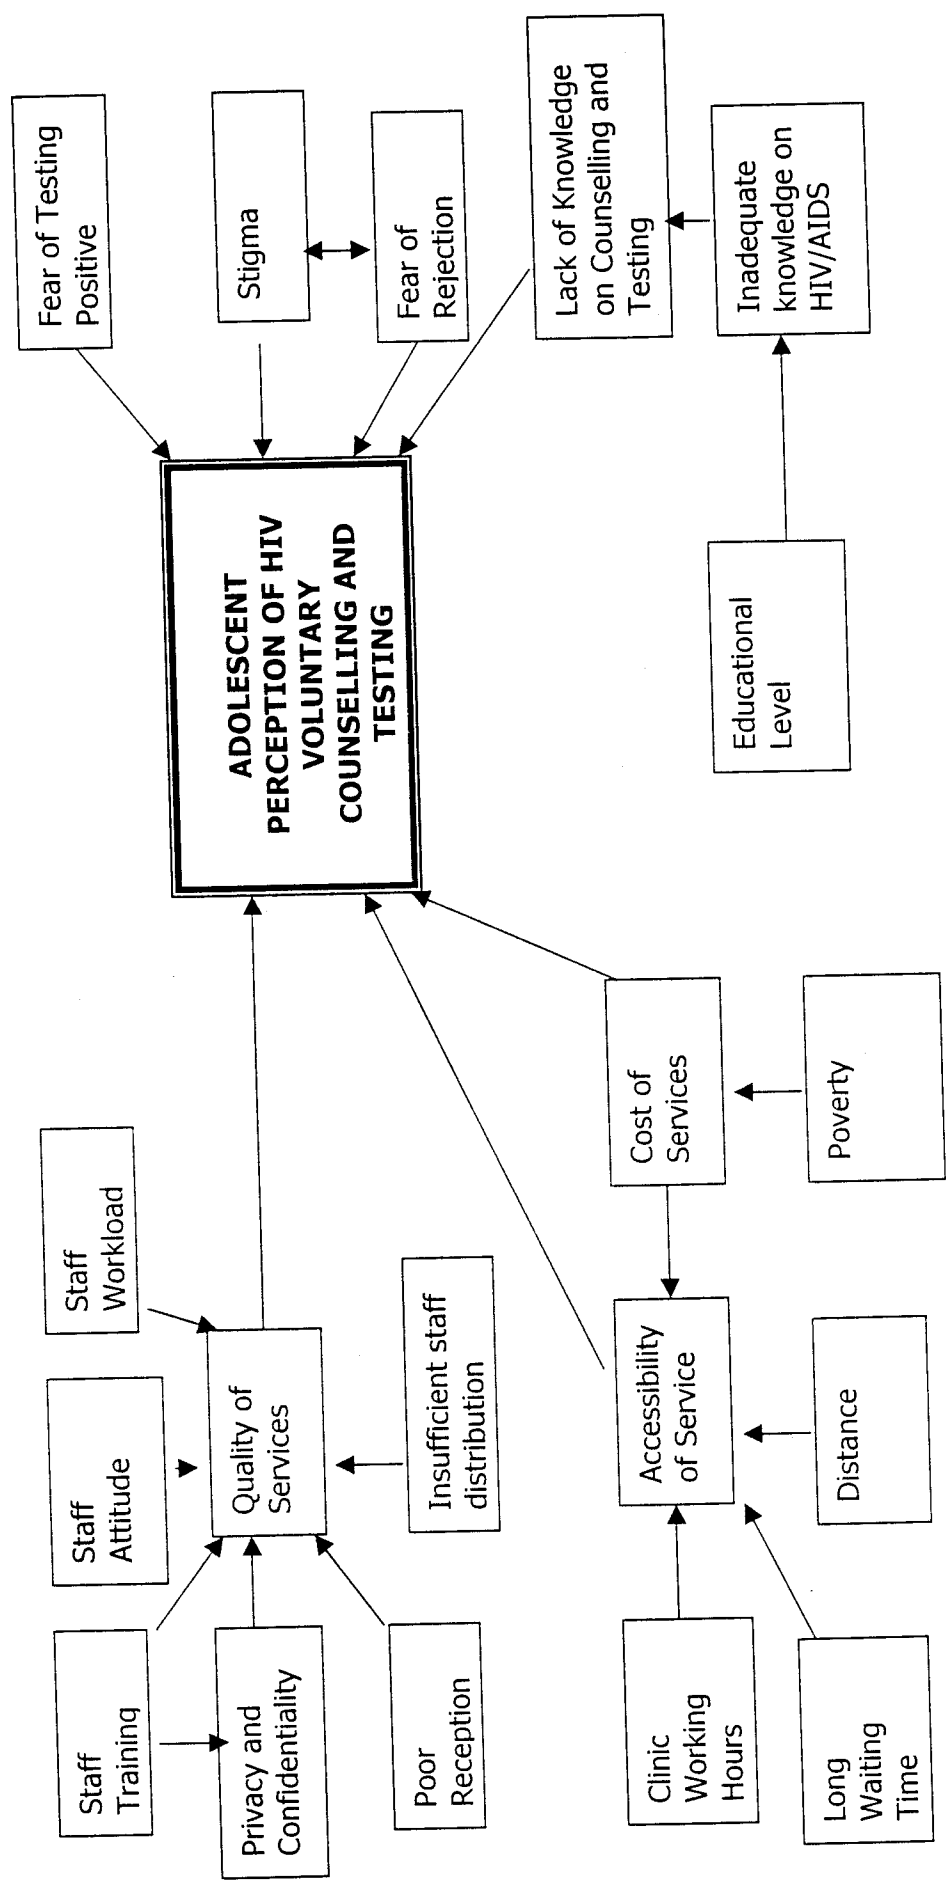 Staff
Training
Staff
Attitude
Staff
Workload
Fear of Testing
Positive
Privacy and
Confidentiality
Quality of
Services
ADOLESCENT
PERCEPTION OF HIV
VOLUNTARY
COUNSELLING AND
TESTING
Stigma
Poor
Reception
Insufficient staff
distribution
Fear of
Rejection
Clinic
Working
Hours
Accessibility
of Service
Cost of
Services
Lack of Knowledge
on Counselling and
Testing
Long
Waiting
Time
Distance
Poverty
Educational
Level
Inadequate
knowledge on
HIV/AIDS